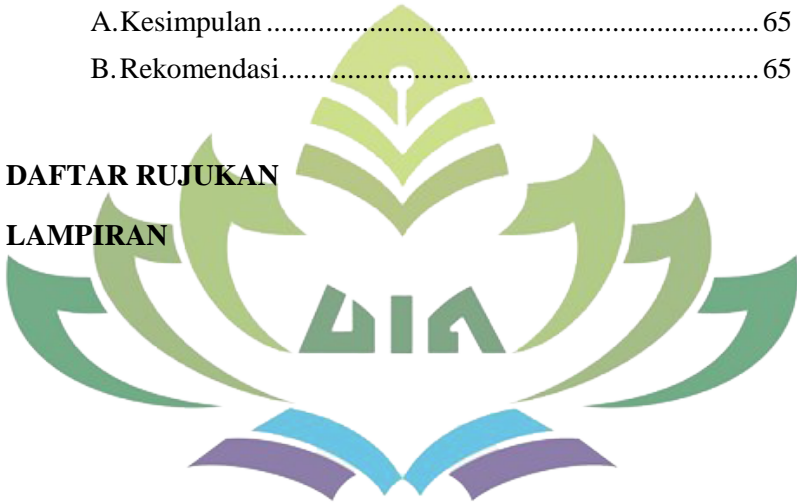 A. Kesimpulan ........................................................................ 65
B. Rekomendasi ...................................................................... 65
DAFTAR RUJUKAN
LAMPIRAN
UIN